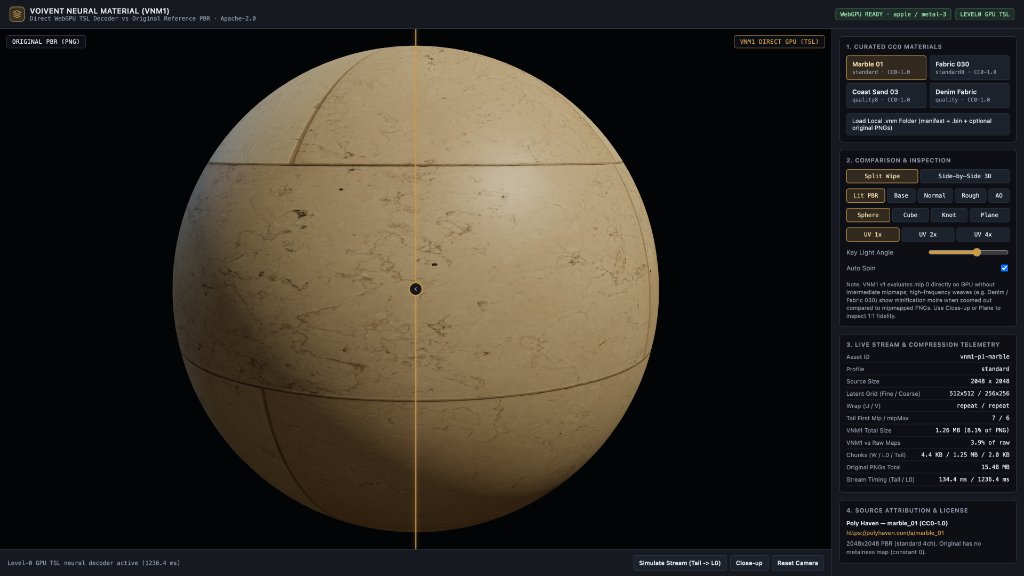 VOIVENT NEURAL MATERIAL (VNM1)
Direct WebGPU TSL Decoder vs Original Reference PBR · Apache-2.0
WebGPU READY · apple / metal-3
LEVEL0 GPU TSL
ORIGINAL PBR (PNG)
VNM1 DIRECT GPU (TSL)
1. CURATED CC0 MATERIALS
Marble 01
standard · CC0-1.0
Fabric 030
standard8 · CC0-1.0
Coast Sand 03
quality8 · CC0-1.0
Denim Fabric
quality · CC0-1.0
Load Local .vnm Folder (manifest + .bin + optional
original PNGs)
2. COMPARISON & INSPECTION
Split Wipe
Side-by-Side 3D
Lit PBR
Base
Normal
Rough
AO
Sphere
Cube
Knot
Plane
UV 1x
UV 2x
UV 4x
Key Light Angle
Auto Spin
Note: VNM1 v1 evaluates mip 0 directly on GPU without
intermediate mipmaps; high-frequency weaves (e.g. Denim /
Fabric 030) show minification moire when zoomed out
compared to mipmapped PNGs. Use Close-up or Plane to
inspect 1:1 fidelity.
3. LIVE STREAM & COMPRESSION TELEMETRY
Asset ID vnm1-p1-marble
Profile standard
Source Size 2048 x 2048
Latent Grid (Fine / Coarse) 512x512 / 256x256
Wrap (U / V) repeat / repeat
Tail First Mip / mipMax 7 / 6
VNM1 Total Size 1.26 MB (8.1% of PNG)
VNM1 vs Raw Maps 3.9% of raw
Chunks (W / L0 / Tail) 4.4 KB / 1.25 MB / 2.0 KB
Original PNGs Total 15.48 MB
Stream Timing (Tail / L0) 134.4 ms / 1236.4 ms
4. SOURCE ATTRIBUTION & LICENSE
Poly Haven — marble_01 (CC0-1.0)
https://polyhaven.com/a/marble_01
2048x2048 PBR (standard 4ch). Original has no
metalness map (constant 0).
Level-0 GPU TSL neural decoder active (1236.4 ms)
Simulate Stream (Tail -> L0)
Close-up
Reset Camera